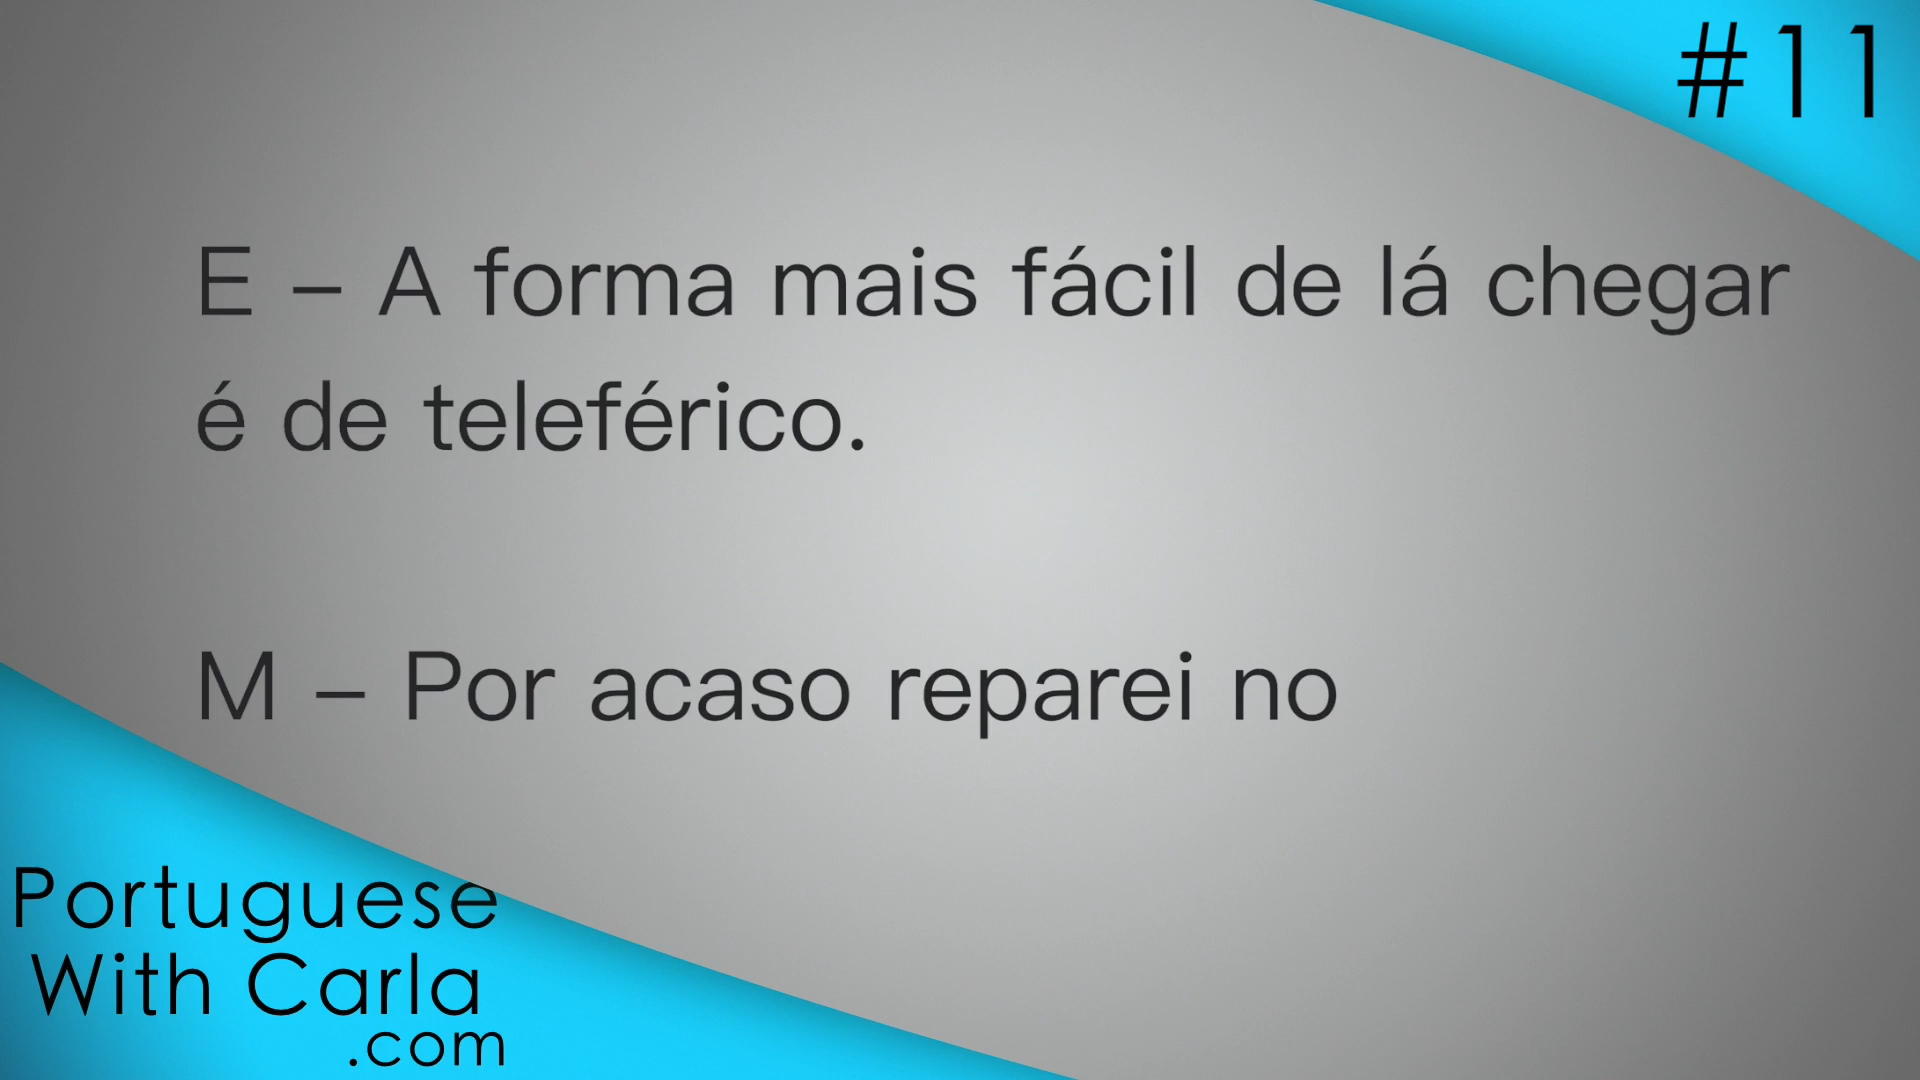 #11
E – A forma mais fácil de lá chegar
é de teleférico.
M – Por acaso reparei no
Portuguese
With Carla
.com